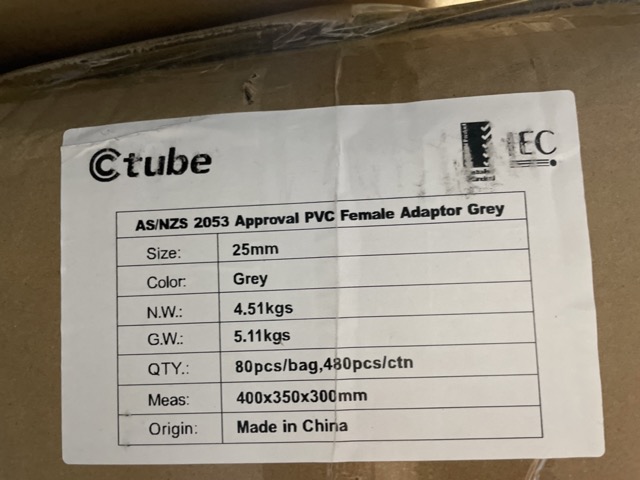 Ctube
IEC
AS/NZS 2053 Approval PVC Female Adaptor Grey
Size: 25mm
Color: Grey
N.W.: 4.51kgs
G.W.: 5.11kgs
QTY.: 80pcs/bag,480pcs/ctn
Meas: 400x350x300mm
Origin: Made in China